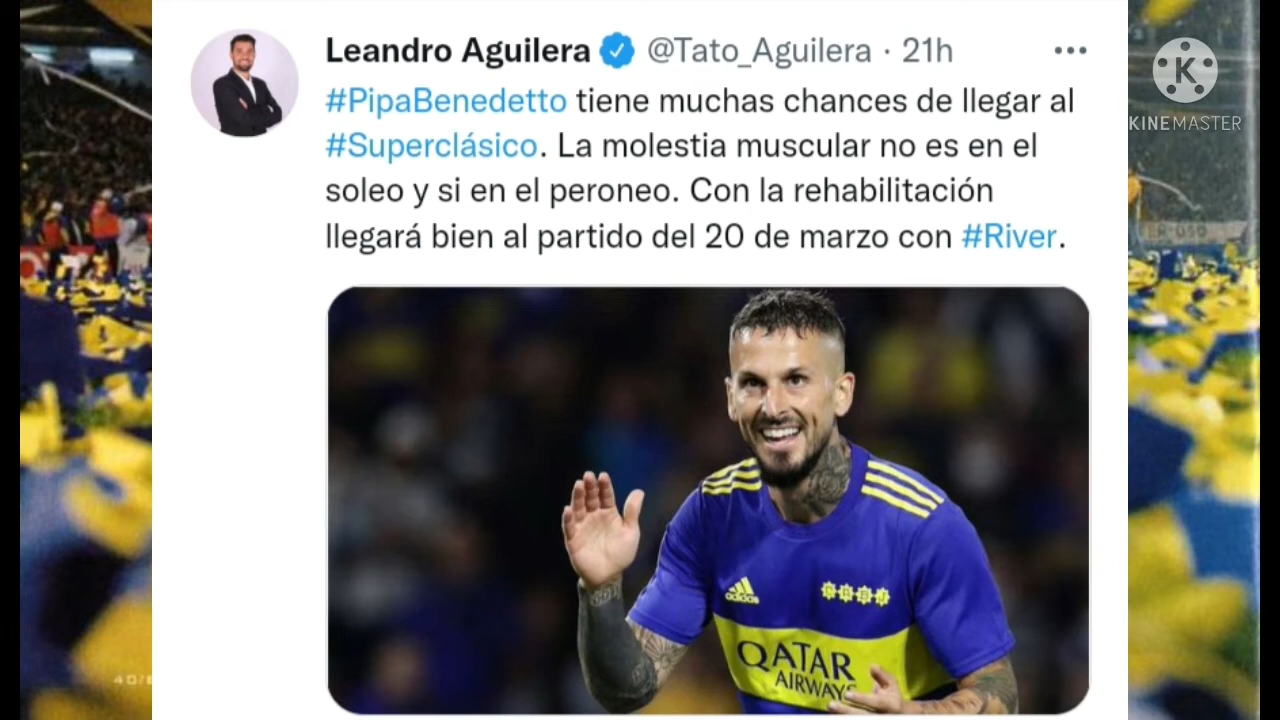 Leandro Aguilera @Tato_Aguilera · 21h
#PipaBenedetto tiene muchas chances de llegar al
#Superclásico. La molestia muscular no es en el
soleo y si en el peroneo. Con la rehabilitación
llegará bien al partido del 20 de marzo con #River.
adidas
QATAR
AIRWAYS
K
KINEMASTER